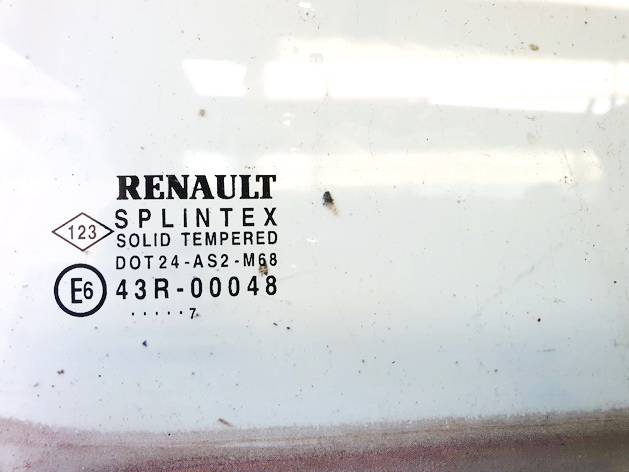 RENAULT
SPLINTEX
123
SOLID TEMPERED
DOT24-AS2-M68
E6
43R-00048
.....7